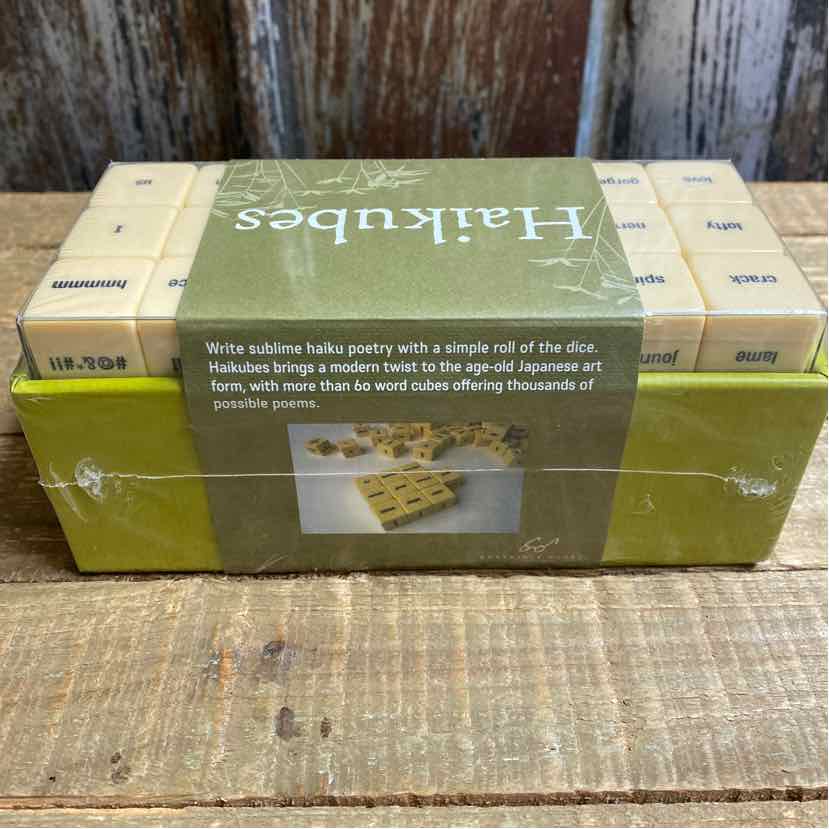 us
love
Haikubes
I
lofty
hmmmm
crack
#@&*#!!
lame
Write sublime haiku poetry with a simple roll of the dice.
Haikubes brings a modern twist to the age-old Japanese art
form, with more than 60 word cubes offering thousands of
possible poems.